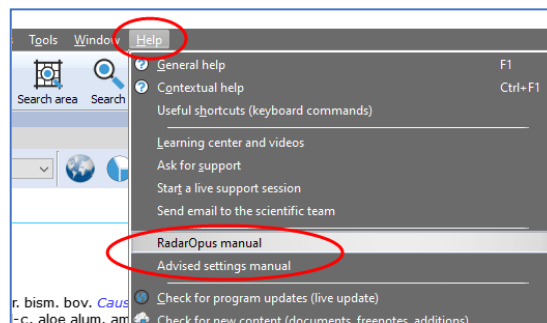 Tools Window Help
Search area Search
General help F1
Contextual help Ctrl+F1
Useful shortcuts (keyboard commands)
Learning center and videos
Ask for support
Start a live support session
Send email to the scientific team
RadarOpus manual
Advised settings manual
Check for program updates (live update)
Check for new content (documents, freenotes, additions)
r. bism. bov. Caus
-c. aloe alum. am